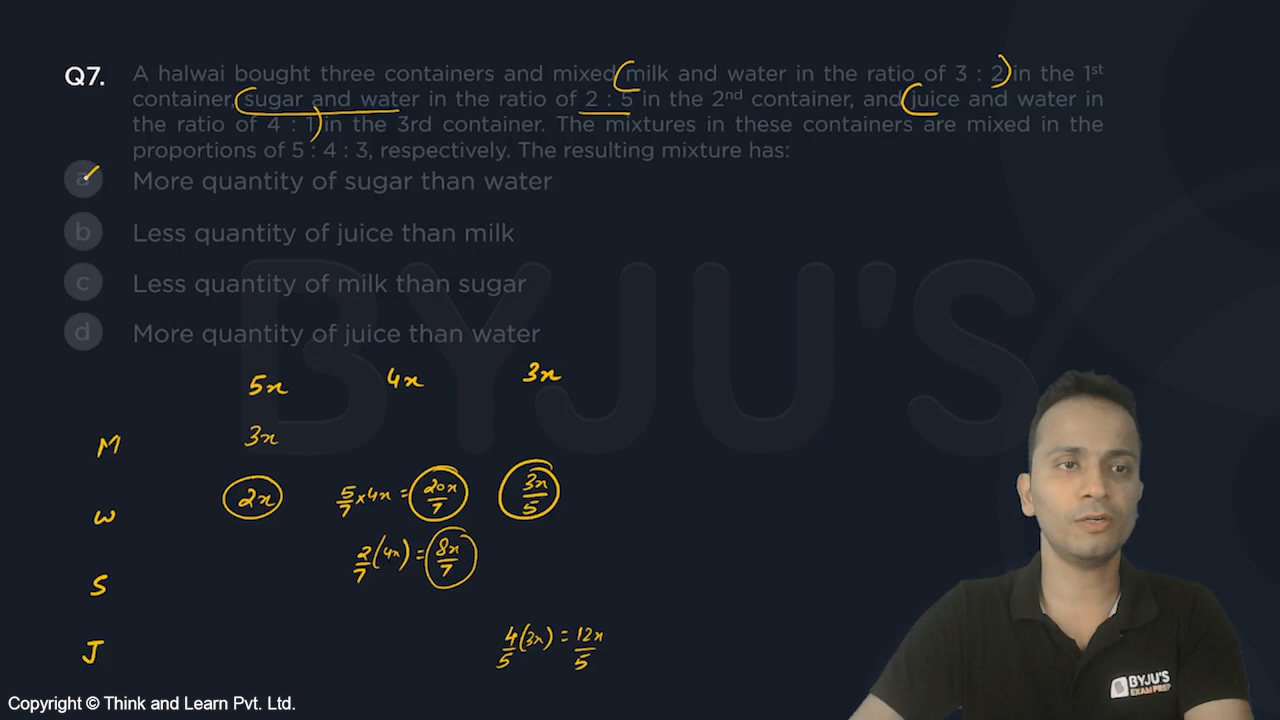 Q7. A halwai bought three containers and mixed milk and water in the ratio of 3 : 2 in the 1st
container, sugar and water in the ratio of 2 : 5 in the 2nd container, and juice and water in
the ratio of 4 : 1 in the 3rd container. The mixtures in these containers are mixed in the
proportions of 5 : 4 : 3, respectively. The resulting mixture has:
a More quantity of sugar than water
b Less quantity of juice than milk
c Less quantity of milk than sugar
d More quantity of juice than water
BYJU'S
5x 4x 3x
M 3x
W 2x 5/7 x 4x = 20x/7 3x/5
S 2/7 (4x) = 8x/7
J 4/5 (3x) = 12x/5
BYJU'S
EXAM PREP
Copyright © Think and Learn Pvt. Ltd.